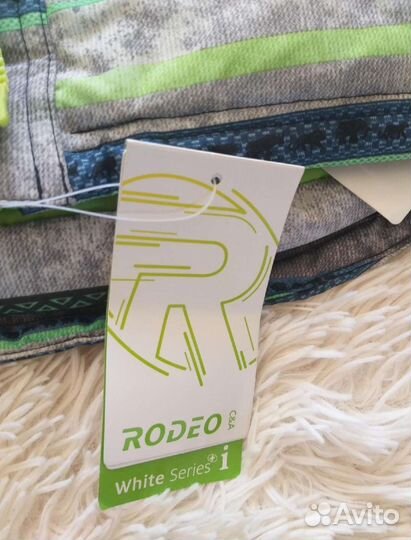 R
RODEO C&A
White Series + i
Avito